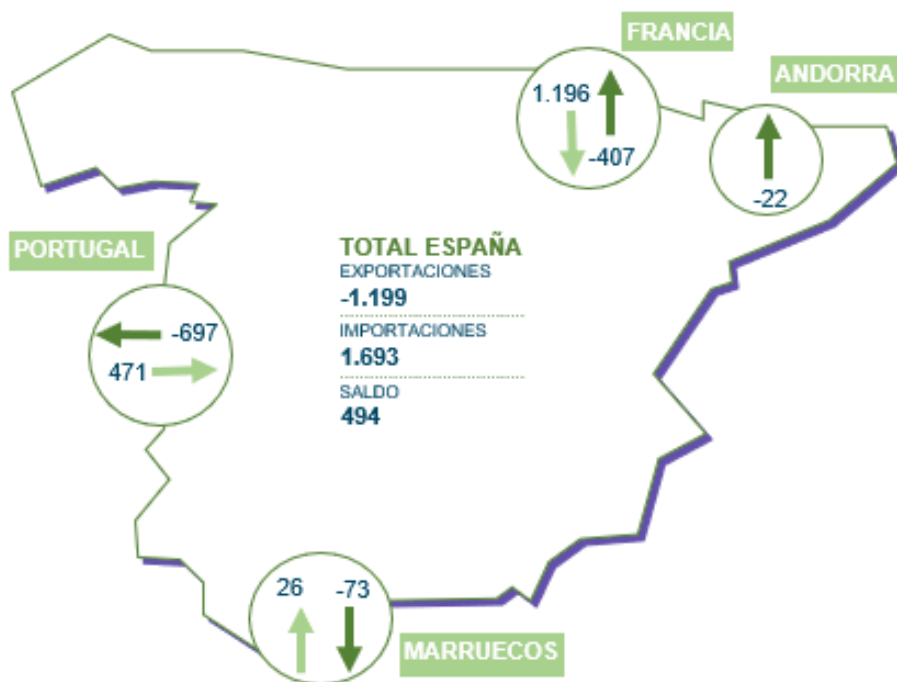 FRANCIA
ANDORRA
1.196
-407
-22
PORTUGAL
TOTAL ESPAÑA
EXPORTACIONES
-1.199
IMPORTACIONES
1.693
SALDO
494
-697
471
26 -73
MARRUECOS